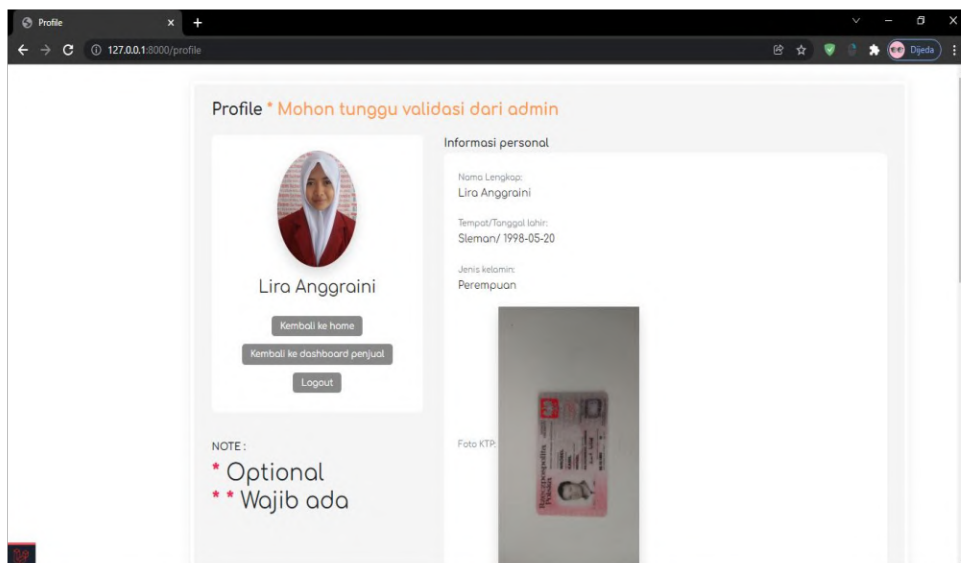 Profile
127.0.0.1:8000/profile
Dijeda
Profile * Mohon tunggu validasi dari admin
Lira Anggraini
Kembali ke home
Kembali ke dashboard penjual
Logout
NOTE :
* Optional
* * Wajib ada
Informasi personal
Nama Lengkap:
Lira Anggraini
Tempat/Tanggal lahir:
Sleman/ 1998-05-20
Jenis kelamin:
Perempuan
Foto KTP:
Rzeczpospolita
Polska